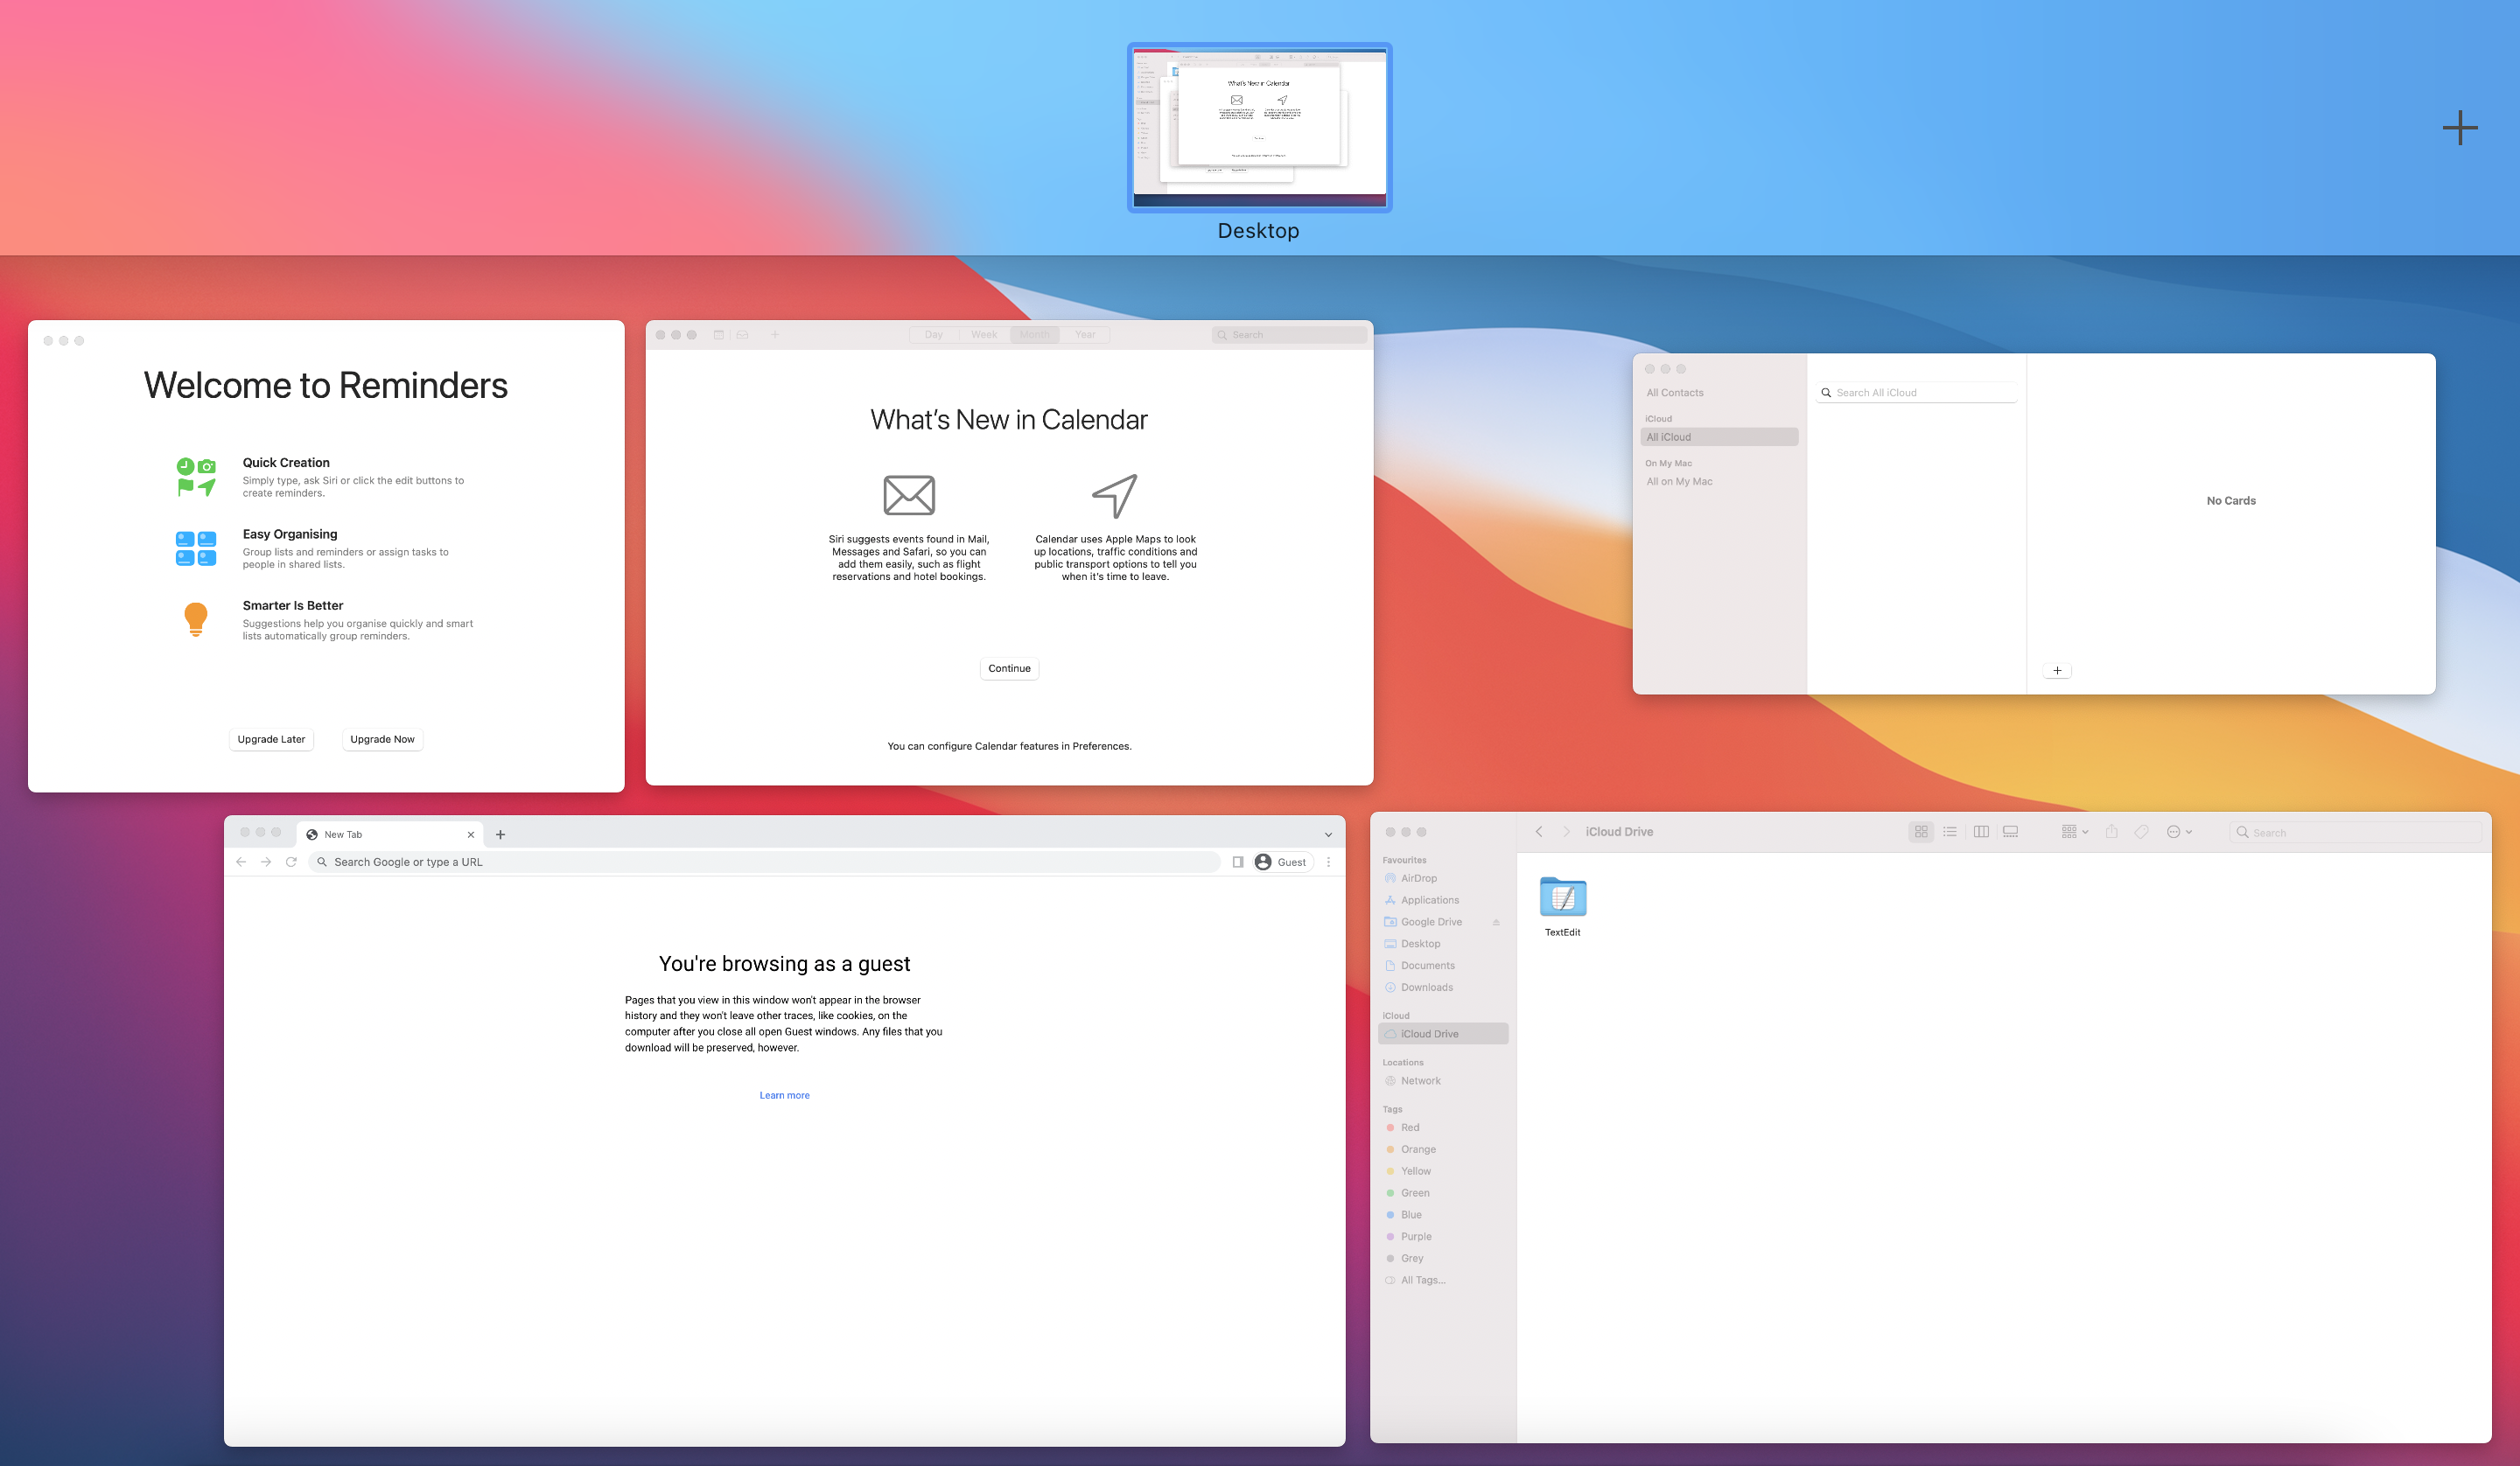 What's New in Calendar
Desktop
Welcome to Reminders
Quick Creation
Simply type, ask Siri or click the edit buttons to
create reminders.
Easy Organising
Group lists and reminders or assign tasks to
people in shared lists.
Smarter Is Better
Suggestions help you organise quickly and smart
lists automatically group reminders.
Upgrade Later
Upgrade Now
Day
Week
Month
Year
Search
What's New in Calendar
Siri suggests events found in Mail,
Messages and Safari, so you can
add them easily, such as flight
reservations and hotel bookings.
Calendar uses Apple Maps to look
up locations, traffic conditions and
public transport options to tell you
when it's time to leave.
Continue
You can configure Calendar features in Preferences.
All Contacts
iCloud
All iCloud
On My Mac
All on My Mac
Search All iCloud
No Cards
New Tab
Search Google or type a URL
Guest
You're browsing as a guest
Pages that you view in this window won't appear in the browser
history and they won't leave other traces, like cookies, on the
computer after you close all open Guest windows. Any files that you
download will be preserved, however.
Learn more
Favourites
AirDrop
Applications
Google Drive
Desktop
Documents
Downloads
iCloud
iCloud Drive
Locations
Network
Tags
Red
Orange
Yellow
Green
Blue
Purple
Grey
All Tags...
iCloud Drive
Search
TextEdit